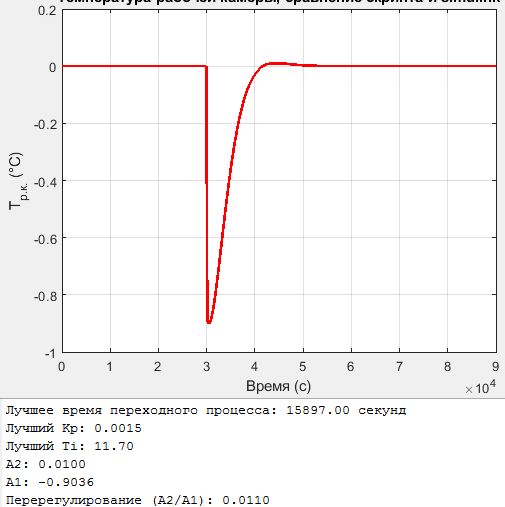 Температура рабочей камеры, сравнение скрипта и simulink
0.2
0
-0.2
-0.4
-0.6
-0.8
-1
T р.к. (°C)
0 1 2 3 4 5 6 7 8 9
Время (с)
×10^4
Лучшее время переходного процесса: 15897.00 секунд
Лучший Kp: 0.0015
Лучший Ti: 11.70
A2: 0.0100
A1: -0.9036
Перерегулирование (A2/A1): 0.0110